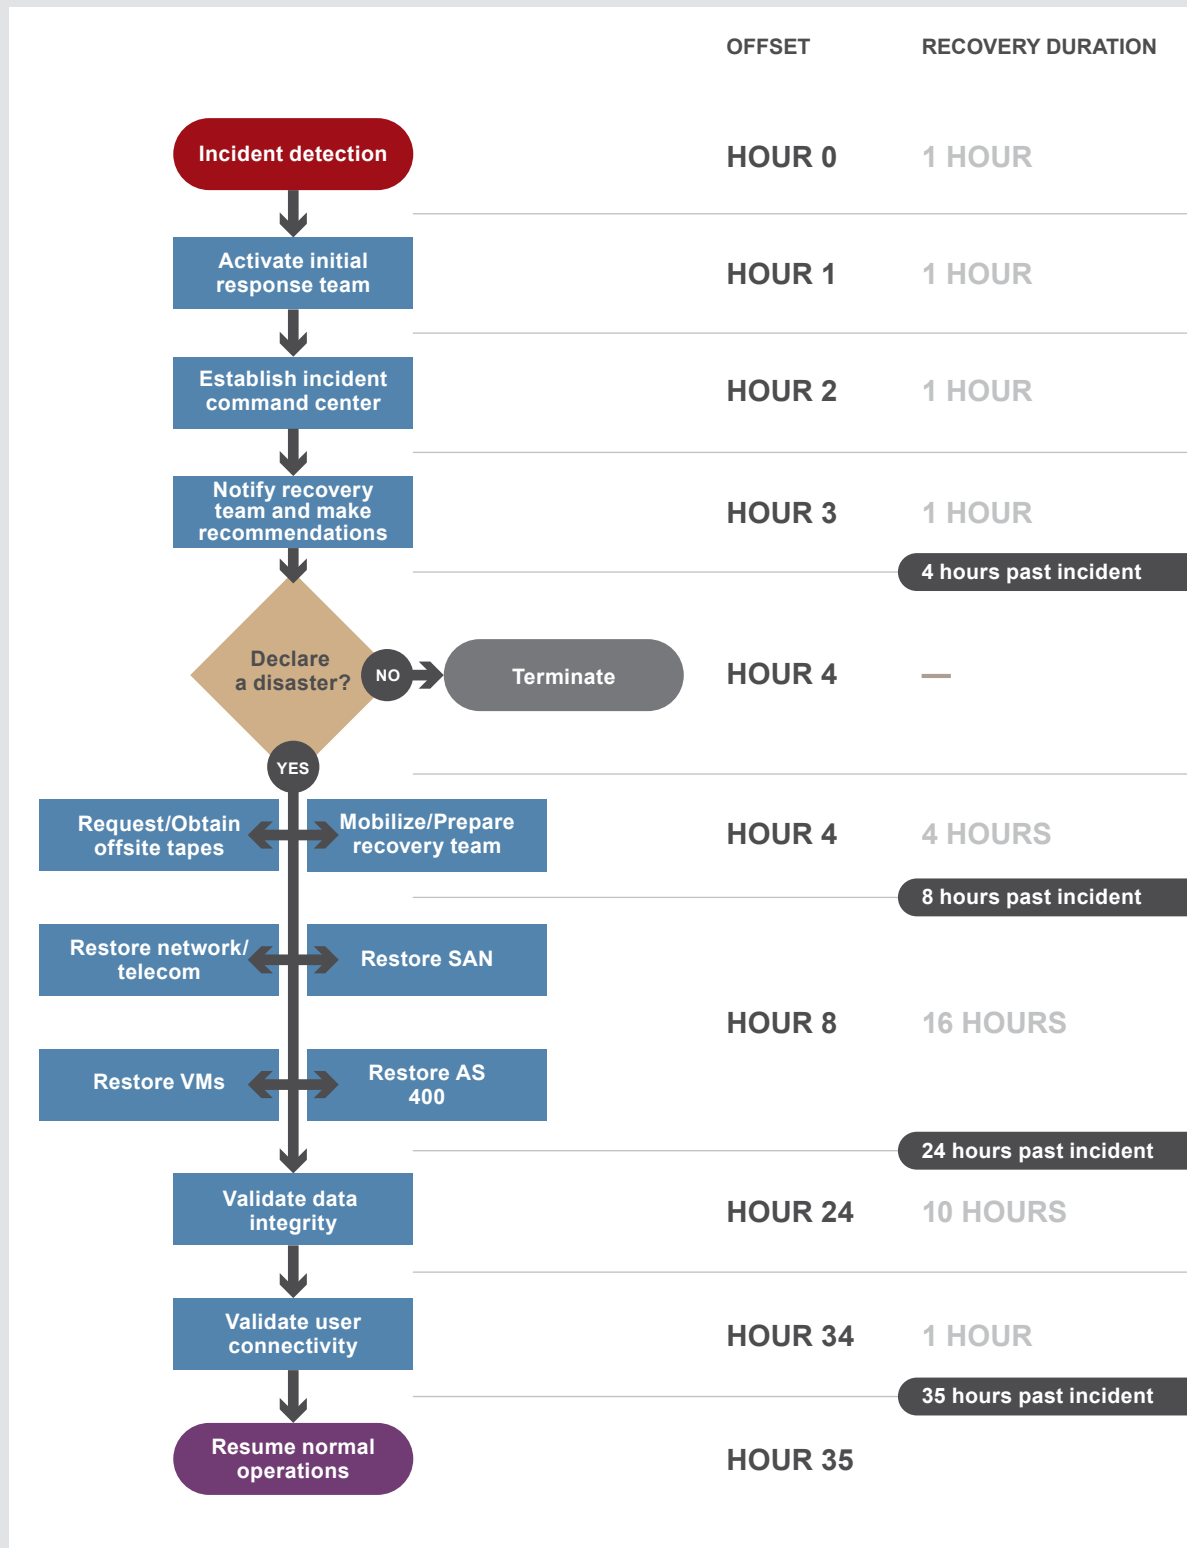 OFFSET RECOVERY DURATION
Incident detection
HOUR 0 1 HOUR
Activate initial
response team
HOUR 1 1 HOUR
Establish incident
command center
HOUR 2 1 HOUR
Notify recovery
team and make
recommendations
HOUR 3 1 HOUR
4 hours past incident
Declare
a disaster?
NO
Terminate
HOUR 4 —
YES
Request/Obtain
offsite tapes
Mobilize/Prepare
recovery team
HOUR 4 4 HOURS
8 hours past incident
Restore network/
telecom
Restore SAN
HOUR 8 16 HOURS
Restore VMs
Restore AS
400
24 hours past incident
Validate data
integrity
HOUR 24 10 HOURS
Validate user
connectivity
HOUR 34 1 HOUR
35 hours past incident
Resume normal
operations
HOUR 35